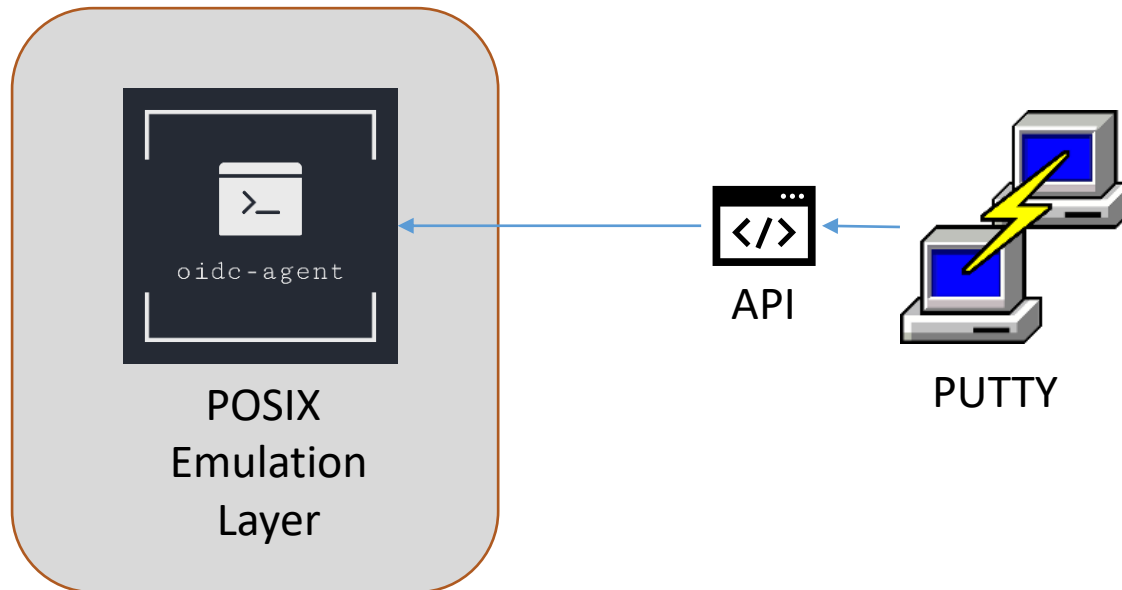 >_
oidc-agent
POSIX
Emulation
Layer
</>
API
PUTTY